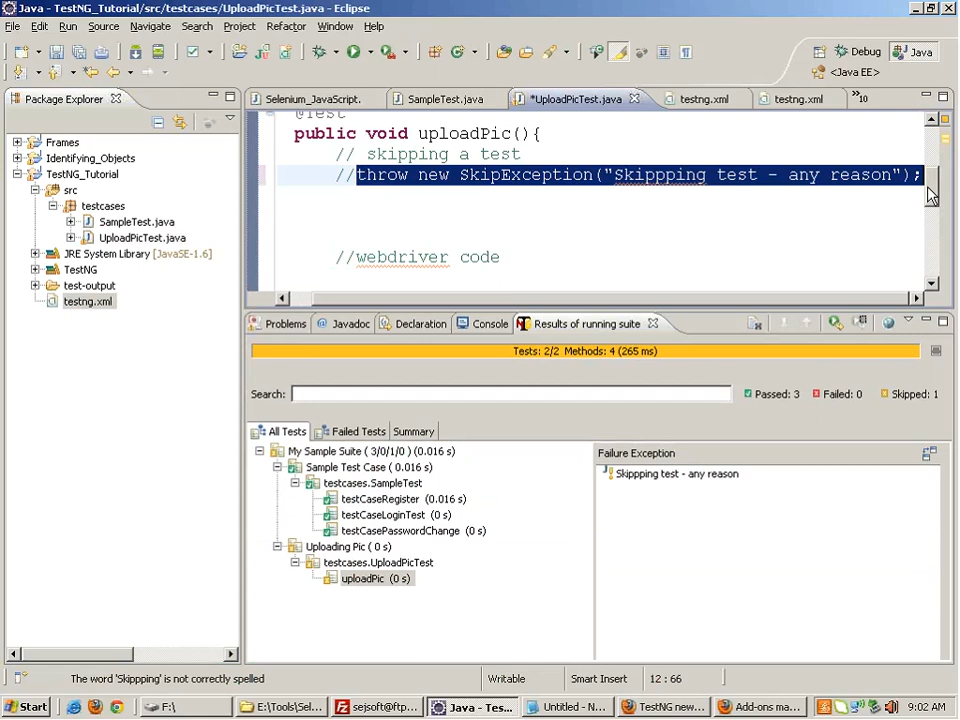 Java - TestNG_Tutorial/src/testcases/UploadPicTest.java - Eclipse
File Edit Run Source Navigate Search Project Refactor Window Help
Debug Java
<Java EE>
Package Explorer
Selenium_JavaScript. SampleTest.java *UploadPicTest.java testng.xml testng.xml »10
Frames
Identifying_Objects
TestNG_Tutorial
src
testcases
SampleTest.java
UploadPicTest.java
JRE System Library [JavaSE-1.6]
TestNG
test-output
testng.xml
@Test
public void uploadPic(){
// skipping a test
//throw new SkipException("Skippping test - any reason");
//webdriver code
Problems Javadoc Declaration Console Results of running suite
Tests: 2/2 Methods: 4 (265 ms)
Search: Passed: 3 Failed: 0 Skipped: 1
All Tests Failed Tests Summary
My Sample Suite ( 3/0/1/0 ) (0.016 s)
Sample Test Case ( 0.016 s)
testcases.SampleTest
testCaseRegister (0.016 s)
testCaseLoginTest (0 s)
testCasePasswordChange (0 s)
Uploading Pic ( 0 s)
testcases.UploadPicTest
uploadPic (0 s)
Failure Exception
Skippping test - any reason
The word 'Skippping' is not correctly spelled Writable Smart Insert 12 : 66
Start F:\ E:\Tools\Sel... sejsoft@ftp... Java - Tes... Untitled - N... TestNG new... Add-ons ma... 9:02 AM